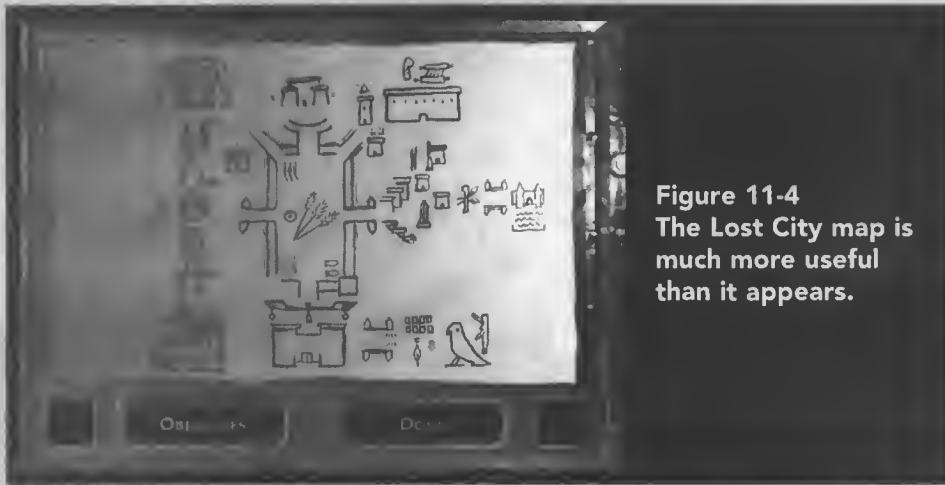 Figure 11-4
The Lost City map is
much more useful
than it appears.